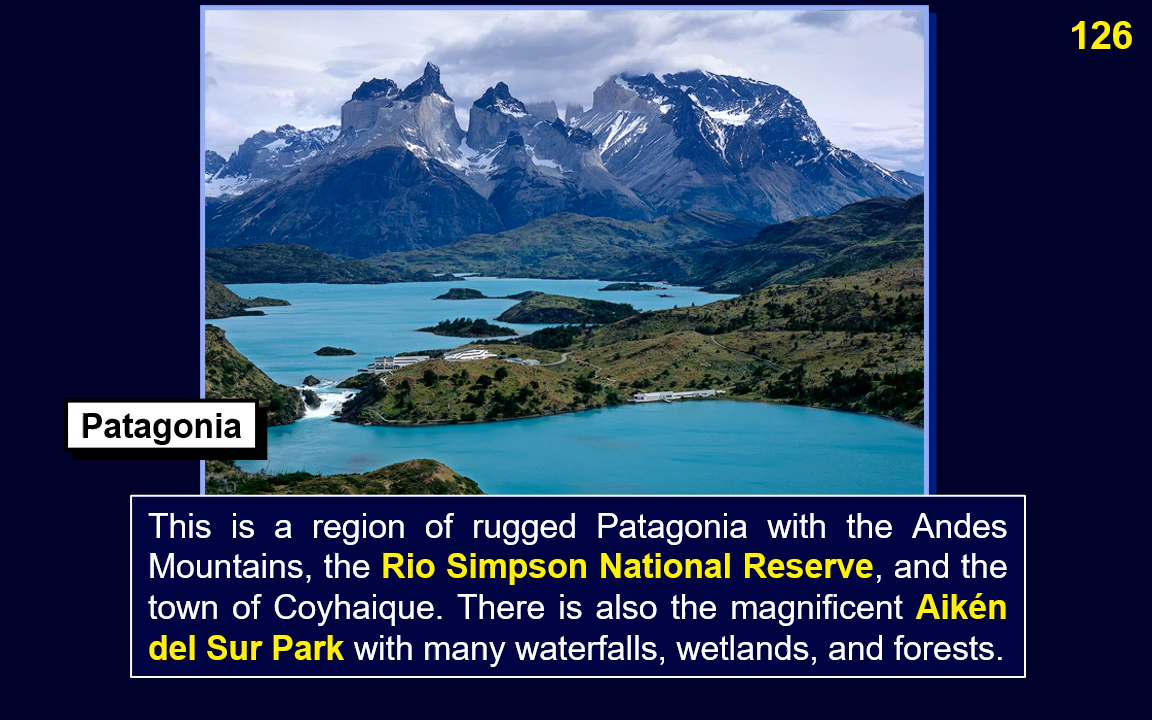 126
Patagonia
This is a region of rugged Patagonia with the Andes
Mountains, the Rio Simpson National Reserve, and the
town of Coyhaique. There is also the magnificent Aikén
del Sur Park with many waterfalls, wetlands, and forests.